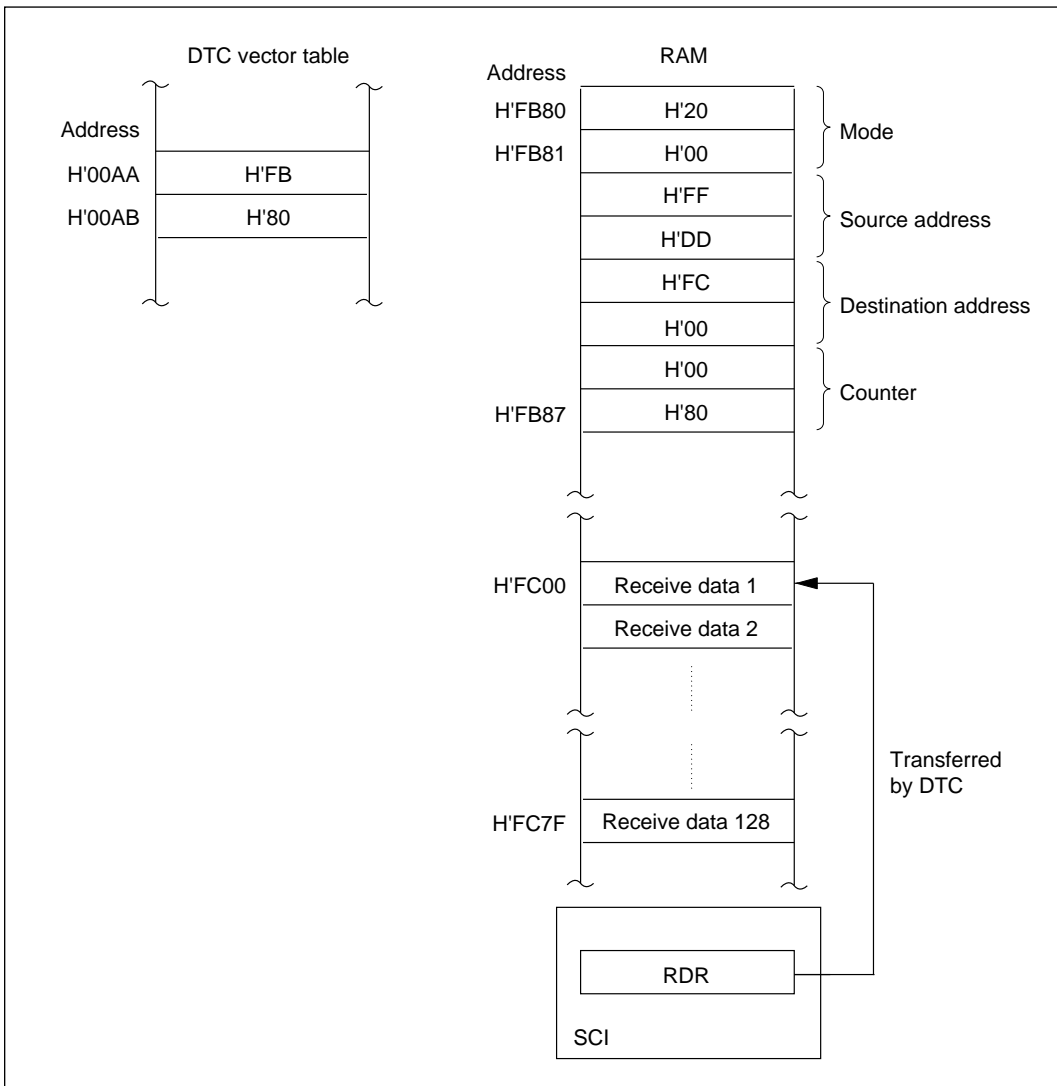 DTC vector table
Address
H'00AA H'FB
H'00AB H'80
RAM
Address
H'FB80 H'20
H'FB81 H'00
Mode
H'FF
H'DD
Source address
H'FC
H'00
Destination address
H'00
H'FB87 H'80
Counter
H'FC00 Receive data 1
Receive data 2
H'FC7F Receive data 128
Transferred
by DTC
RDR
SCI